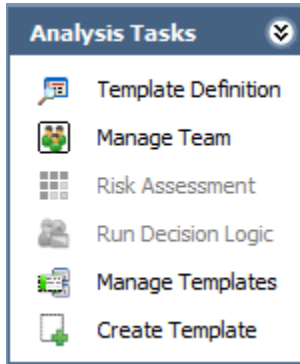 Analysis Tasks
Template Definition
Manage Team
Risk Assessment
Run Decision Logic
Manage Templates
Create Template